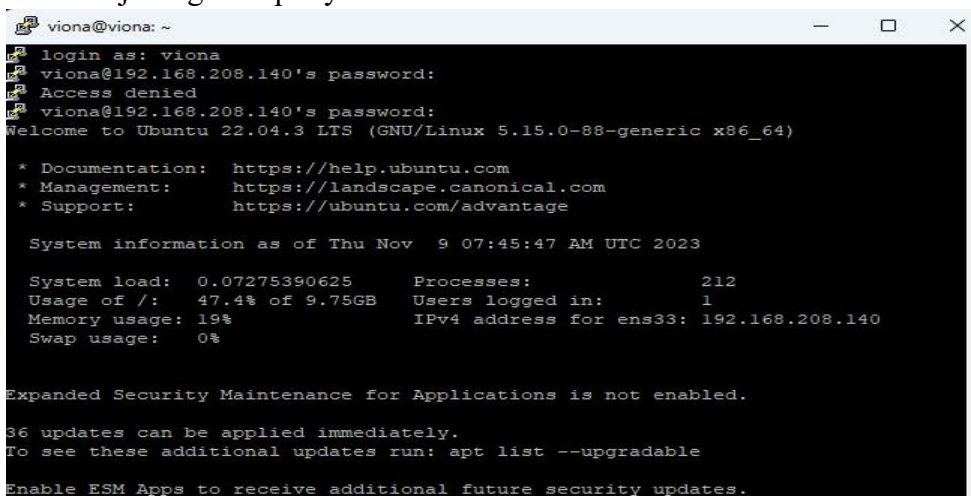 viona@viona: ~
login as: viona
viona@192.168.208.140's password:
Access denied
viona@192.168.208.140's password:
Welcome to Ubuntu 22.04.3 LTS (GNU/Linux 5.15.0-88-generic x86_64)
* Documentation: https://help.ubuntu.com
* Management: https://landscape.canonical.com
* Support: https://ubuntu.com/advantage
System information as of Thu Nov 9 07:45:47 AM UTC 2023
System load: 0.07275390625 Processes: 212
Usage of /: 47.4% of 9.75GB Users logged in: 1
Memory usage: 19% IPv4 address for ens33: 192.168.208.140
Swap usage: 0%
Expanded Security Maintenance for Applications is not enabled.
36 updates can be applied immediately.
To see these additional updates run: apt list --upgradable
Enable ESM Apps to receive additional future security updates.